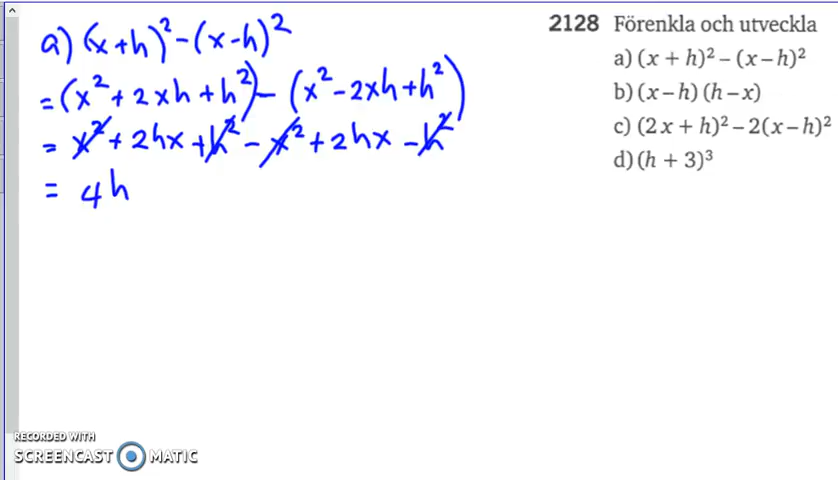 a) (x+h)² - (x-h)²
= (x² + 2xh + h²) - (x² - 2xh + h²)
= x² + 2hx + h² - x² + 2hx - h²
= 4h
2128 Förenkla och utveckla
a) (x + h)² – (x – h)²
b) (x – h) (h – x)
c) (2x + h)² – 2(x – h)²
d) (h + 3)³
RECORDED WITH
SCREENCAST MATIC